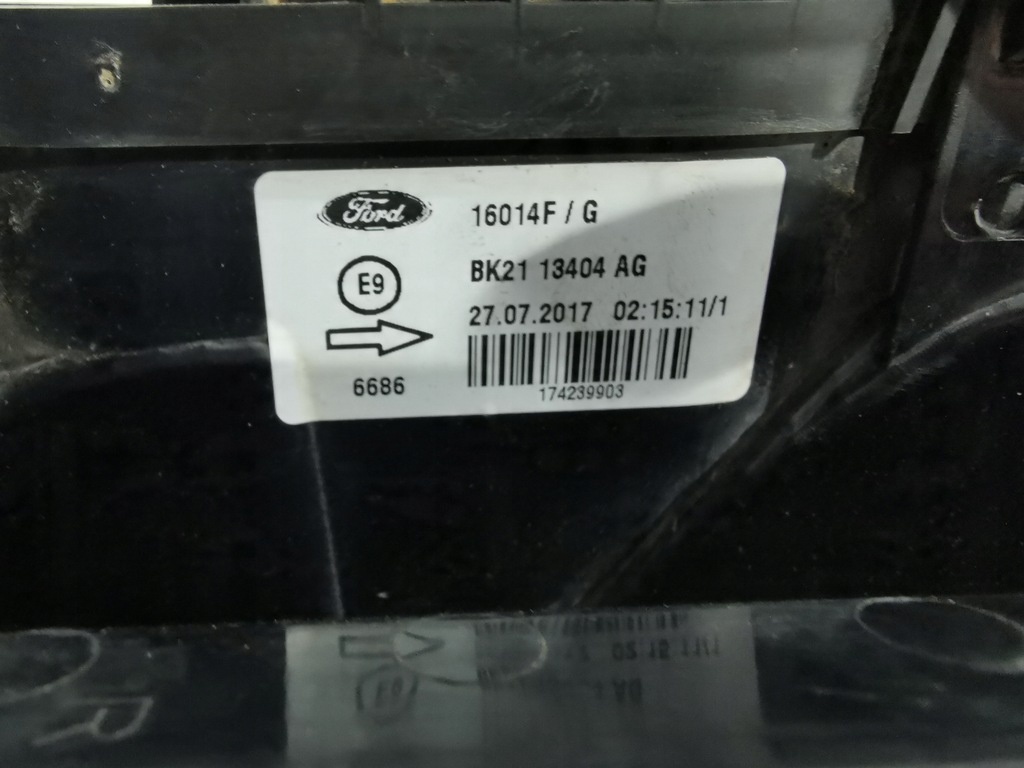 Ford
16014F / G
E9
BK21 13404 AG
27.07.2017 02:15:11/1
6686
174239903
R